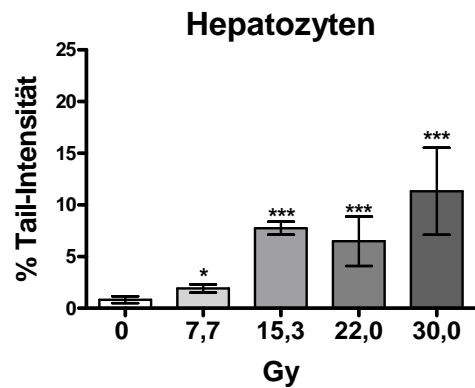 Hepatozyten
% Tail-Intensität
25
20
15
10
5
0
*
***
***
***
0 7,7 15,3 22,0 30,0
Gy